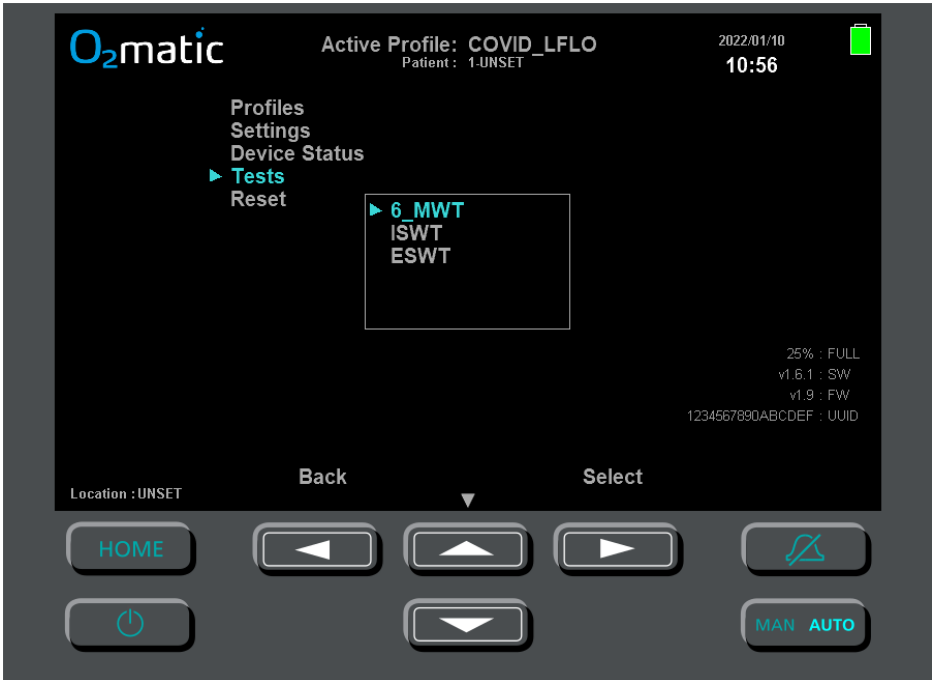 O2matic
Active Profile: COVID_LFLO
Patient : 1-UNSET
2022/01/10
10:56
Profiles
Settings
Device Status
Tests
Reset
6_MWT
ISWT
ESWT
25% : FULL
v1.6.1 : SW
v1.9 : FW
1234567890ABCDEF : UUID
Back
Select
Location : UNSET
HOME
MAN AUTO